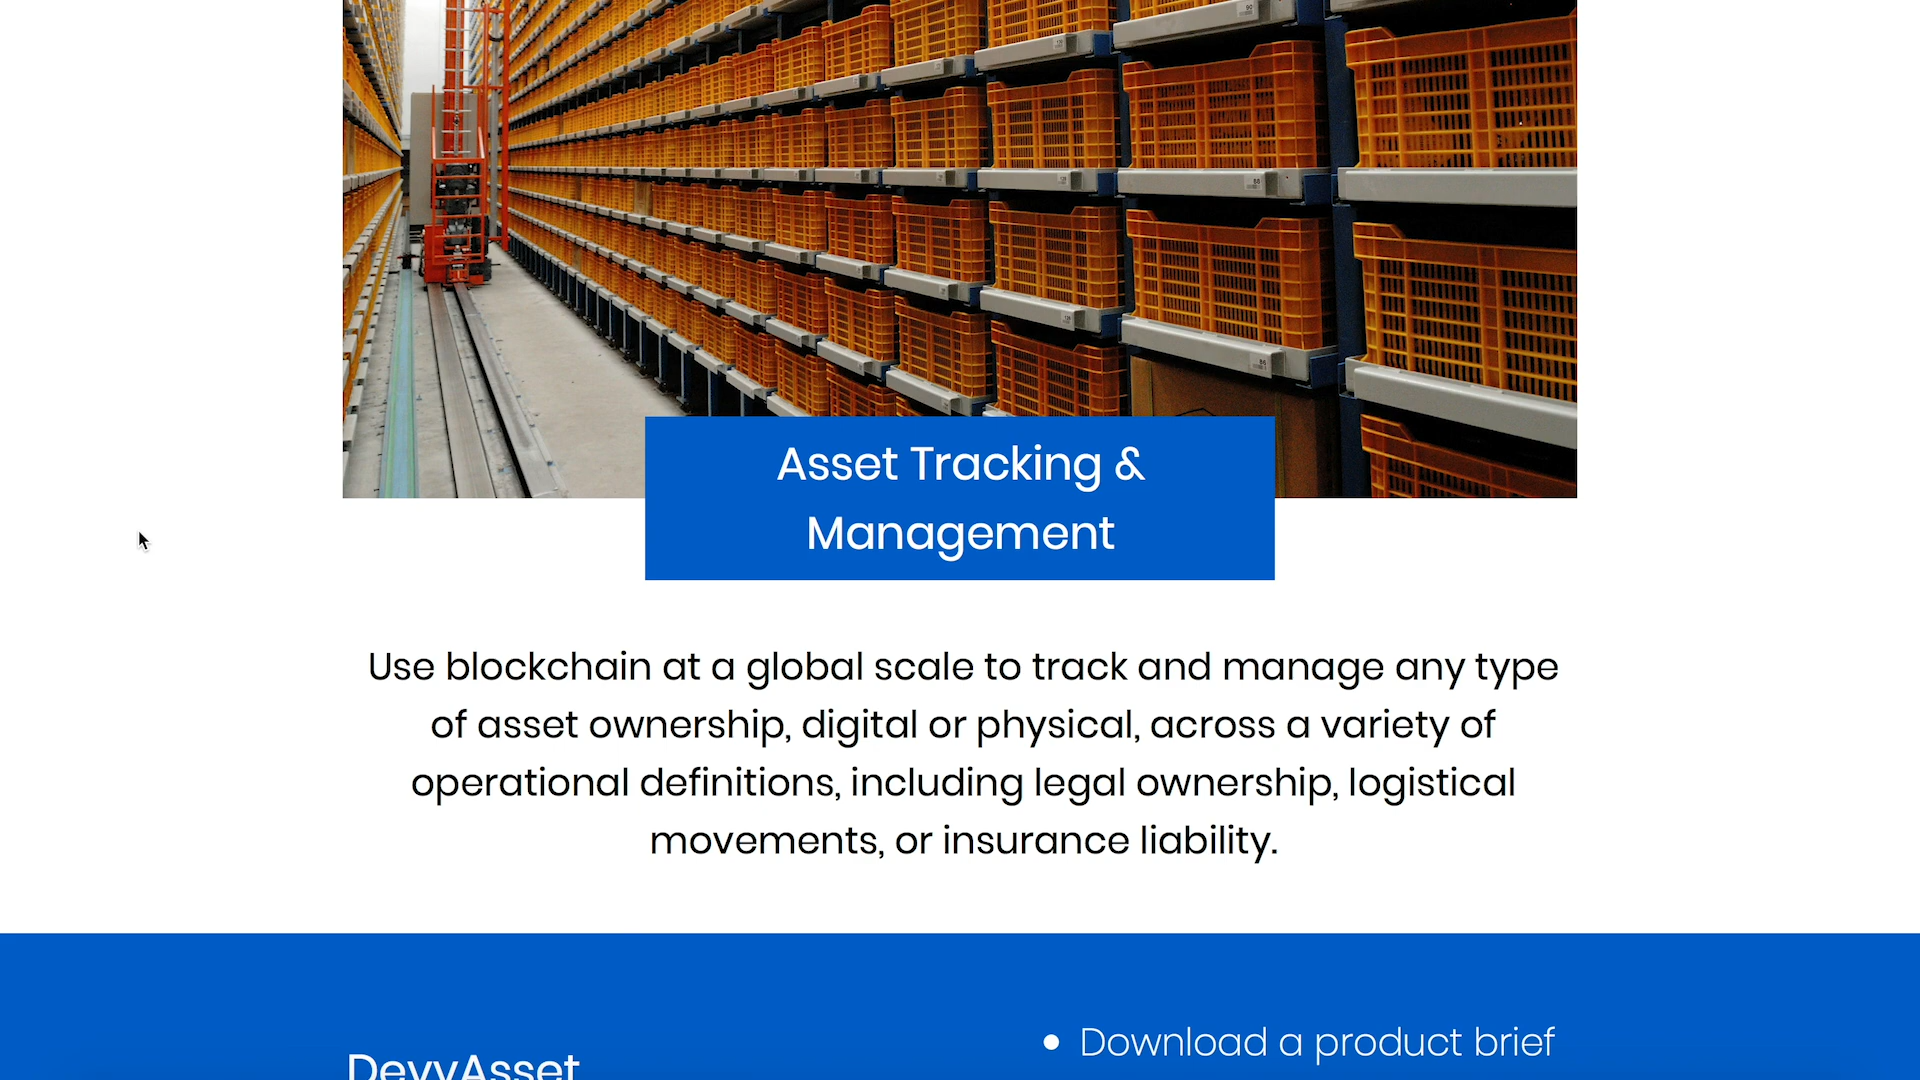 Asset Tracking &
Management
Use blockchain at a global scale to track and manage any type
of asset ownership, digital or physical, across a variety of
operational definitions, including legal ownership, logistical
movements, or insurance liability.
DevvAsset
Download a product brief